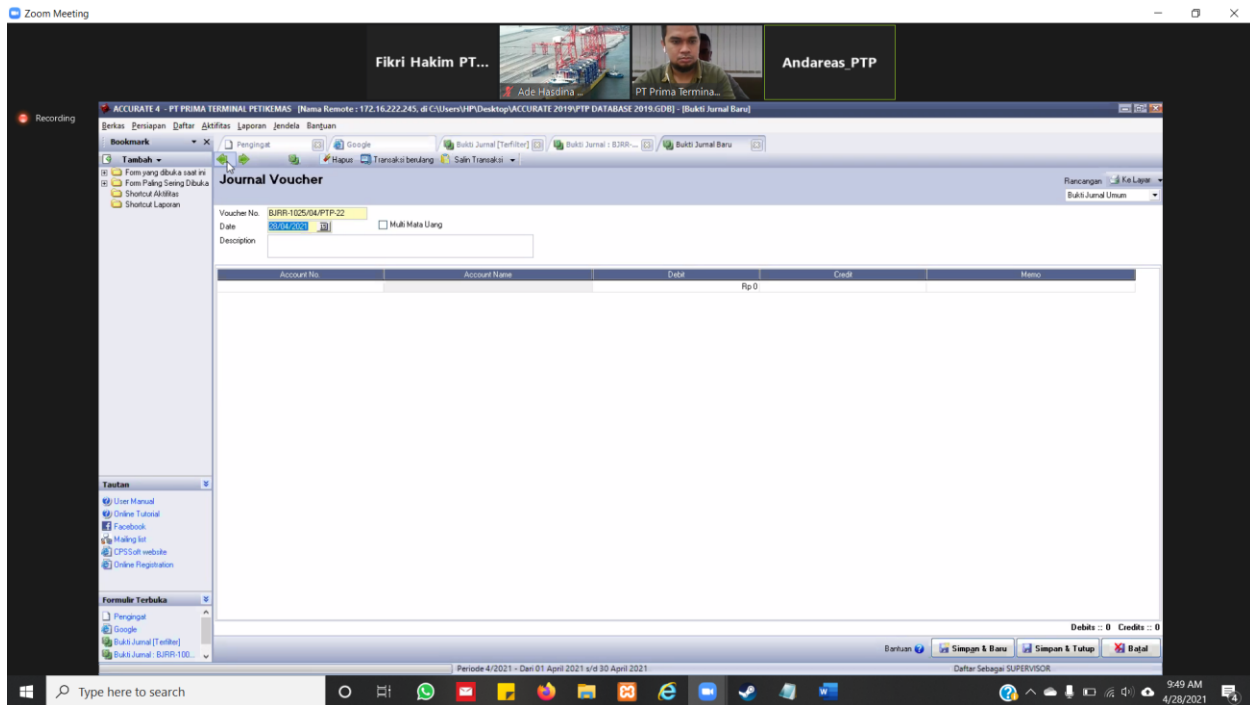 Zoom Meeting
Fikri Hakim PT...
Ade Hasdina ...
PT Prima Termina...
Andareas_PTP
Recording
ACCURATE 4 - PT PRIMA TERMINAL PETIKEMAS [Nama Remote : 172.16.222.245, di C:\Users\HP\Desktop\ACCURATE 2019\PTP DATABASE 2019.GDB] - [Bukti Jurnal Baru]
Berkas Persiapan Daftar Aktifitas Laporan Jendela Bantuan
Bookmark
Pengingat
Google
Bukti Jurnal [Terfilter]
Bukti Jurnal : BJRR-...
Bukti Jurnal Baru
Tambah
Hapus
Transaksi berulang
Salin Transaksi
Form yang dibuka saat ini
Form Paling Sering Dibuka
Shortcut Aktifitas
Shortcut Laporan
Journal Voucher
Rancangan
Ke Layar
Bukti Jurnal Umum
Voucher No. BJRR-1025/04/PTP-22
Date 28/04/2021
Multi Mata Uang
Description
Account No. Account Name Debit Credit Memo
Rp 0
Tautan
User Manual
Online Tutorial
Facebook
Mailing list
CPSSoft website
Online Registration
Formulir Terbuka
Pengingat
Google
Bukti Jurnal [Terfilter]
Bukti Jurnal : BJRR-100...
Debits :: 0 Credits :: 0
Bantuan
Simpan & Baru
Simpan & Tutup
Batal
Periode 4/2021 - Dari 01 April 2021 s/d 30 April 2021
Daftar Sebagai SUPERVISOR
Type here to search
9:49 AM
4/28/2021
4